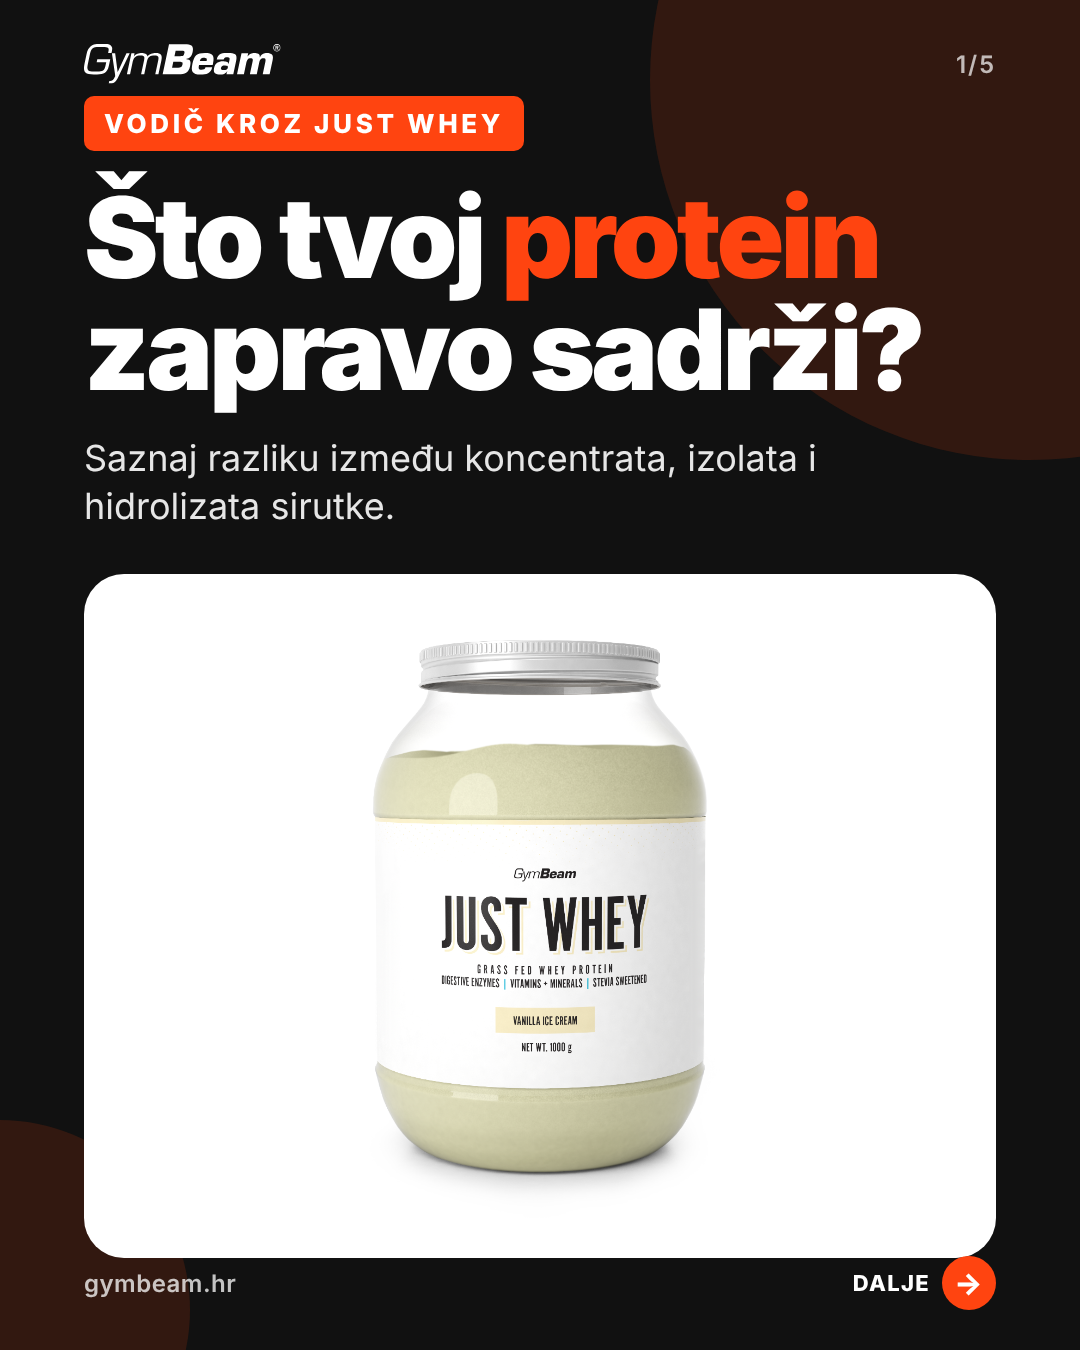 GymBeam®
1/5
VODIČ KROZ JUST WHEY
Što tvoj protein
zapravo sadrži?
Saznaj razliku između koncentrata, izolata i
hidrolizata sirutke.
GymBeam
JUST WHEY
GRASS FED WHEY PROTEIN
DIGESTIVE ENZYMES | VITAMINS + MINERALS | STEVIA SWEETENED
VANILLA ICE CREAM
NET WT. 1000 g
gymbeam.hr
DALJE →